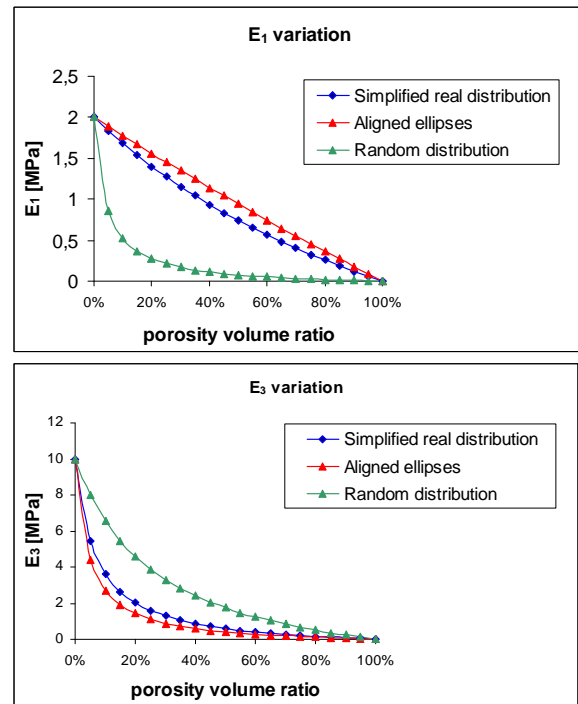 E₁ variation
2,5
2
1,5
1
0,5
0
E₁ [MPa]
0% 20% 40% 60% 80% 100%
porosity volume ratio
Simplified real distribution
Aligned ellipses
Random distribution
E₃ variation
12
10
8
6
4
2
0
E₃ [MPa]
0% 20% 40% 60% 80% 100%
porosity volume ratio
Simplified real distribution
Aligned ellipses
Random distribution